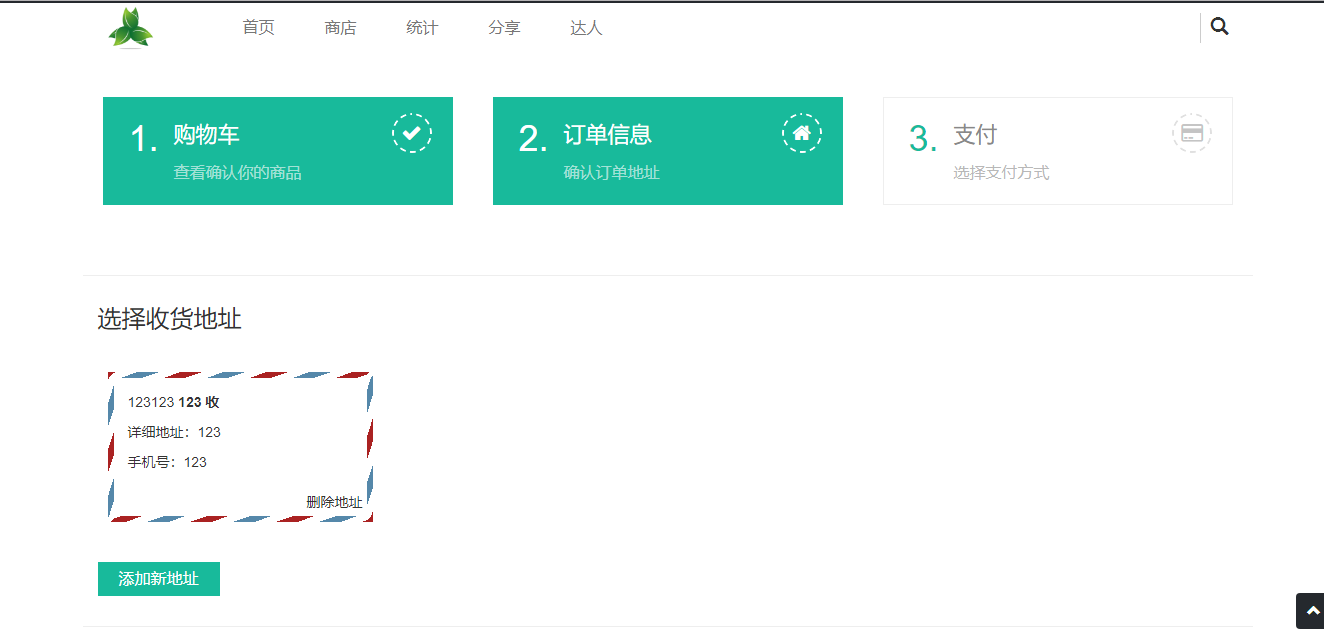 首页 商店 统计 分享 达人
1. 购物车
查看确认你的商品
2. 订单信息
确认订单地址
3. 支付
选择支付方式
选择收货地址
123123 123 收
详细地址：123
手机号：123
删除地址
添加新地址